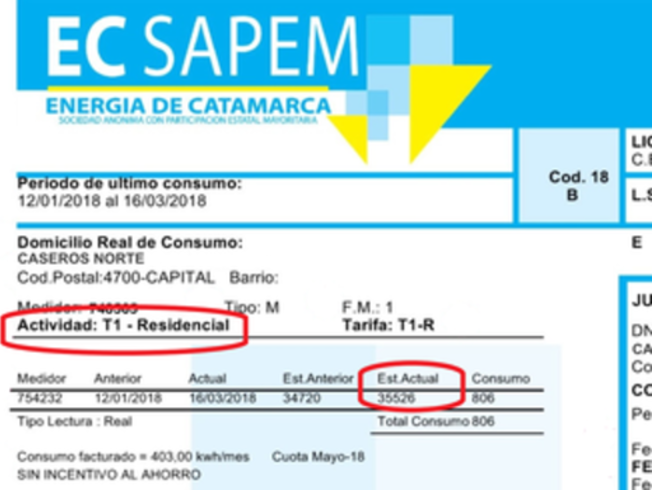 EC SAPEM
ENERGIA DE CATAMARCA
SOCIEDAD ANONIMA CON PARTICIPACION ESTATAL MAYORITARIA
Cod. 18
B
Periodo de ultimo consumo:
12/01/2018 al 16/03/2018
Domicilio Real de Consumo:
CASEROS NORTE
Cod.Postal:4700-CAPITAL Barrio:
Medidor: Tipo: M F.M.: 1
Actividad: T1 - Residencial Tarifa: T1-R
Medidor Anterior Actual Est.Anterior Est.Actual Consumo
754232 12/01/2018 16/03/2018 34720 35526 806
Tipo Lectura : Real Total Consumo 806
Consumo facturado = 403,00 kwh/mes Cuota Mayo-18
SIN INCENTIVO AL AHORRO
LIC
C.E
L.S
E
JU
DN
CA
Co
CO
Pe
Fe
FE
Fe